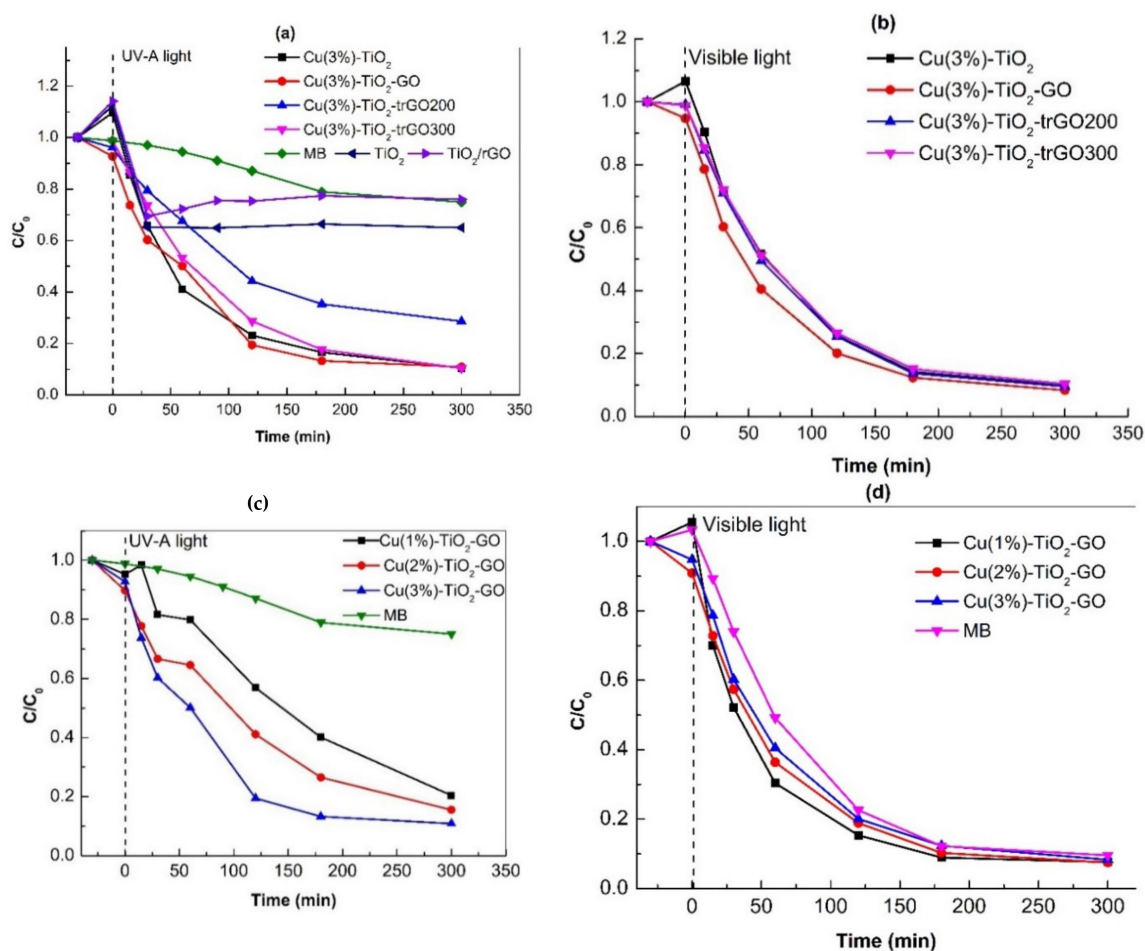 (a)
UV-A light
Cu(3%)-TiO₂
Cu(3%)-TiO₂-GO
Cu(3%)-TiO₂-trGO200
Cu(3%)-TiO₂-trGO300
MB TiO₂ TiO₂/rGO
C/C₀
1.2
1.0
0.8
0.6
0.4
0.2
0.0
0 50 100 150 200 250 300 350
Time (min)
(b)
Visible light
Cu(3%)-TiO₂
Cu(3%)-TiO₂-GO
Cu(3%)-TiO₂-trGO200
Cu(3%)-TiO₂-trGO300
C/C₀
1.2
1.0
0.8
0.6
0.4
0.2
0.0
0 50 100 150 200 250 300 350
Time (min)
(c)
UV-A light
Cu(1%)-TiO₂-GO
Cu(2%)-TiO₂-GO
Cu(3%)-TiO₂-GO
MB
C/C₀
1.0
0.8
0.6
0.4
0.2
0.0
0 50 100 150 200 250 300 350
Time (min)
(d)
Visible light
Cu(1%)-TiO₂-GO
Cu(2%)-TiO₂-GO
Cu(3%)-TiO₂-GO
MB
C/C₀
1.0
0.8
0.6
0.4
0.2
0.0
0 50 100 150 200 250 300
Time (min)